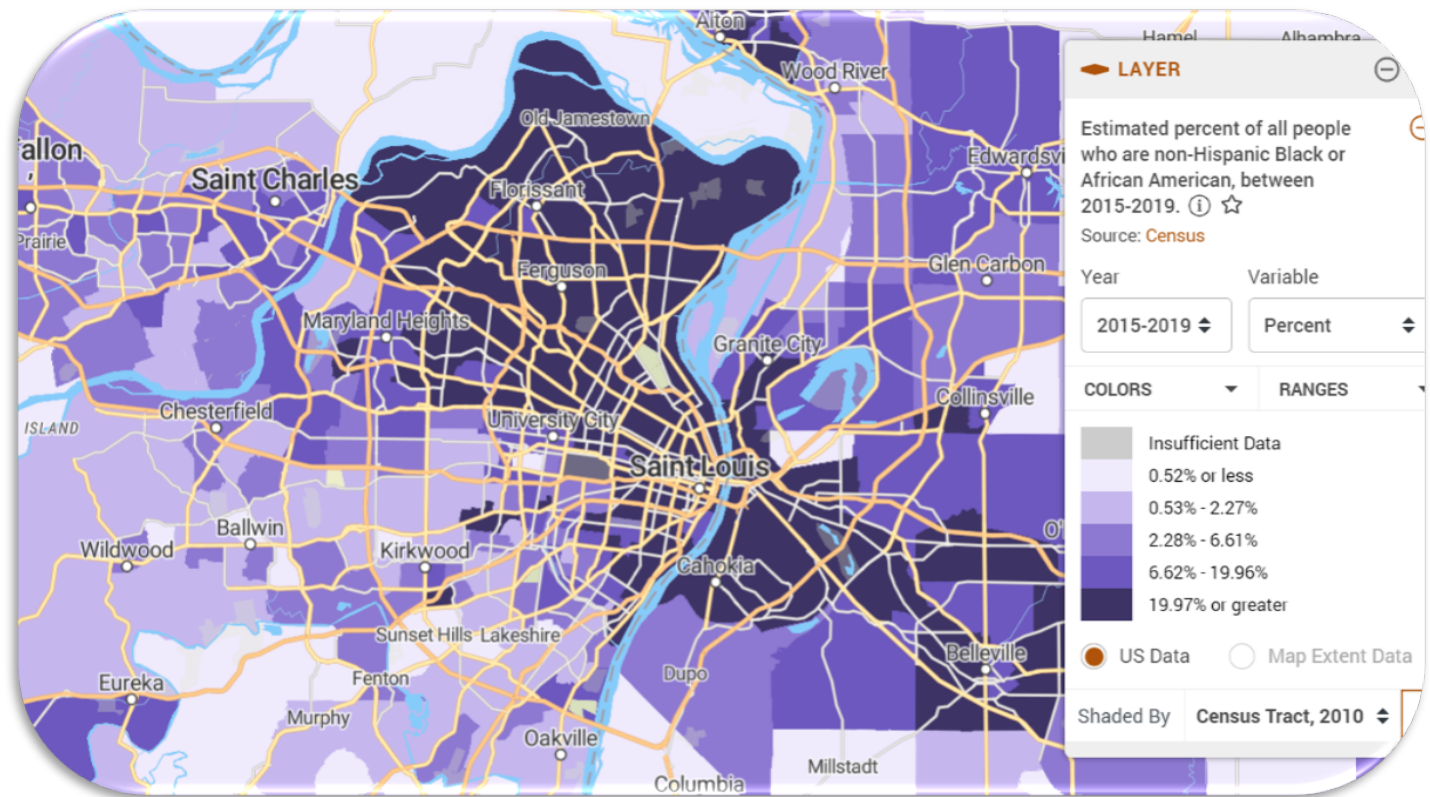 Alton
Hamel
Alhambra
Wood River
Old Jamestown
Edwardsvi
fallon
Saint Charles
Florissant
Prairie
Ferguson
Glen Carbon
Maryland Heights
Granite City
Collinsville
Chesterfield
ISLAND
University City
Saint Louis
Ballwin
O'
Wildwood
Kirkwood
Cahokia
Sunset Hills
Lakeshire
Belleville
Eureka
Fenton
Dupo
Murphy
Oakville
Millstadt
Columbia
LAYER
Estimated percent of all people
who are non-Hispanic Black or
African American, between
2015-2019.
Source: Census
Year
Variable
2015-2019
Percent
COLORS
RANGES
Insufficient Data
0.52% or less
0.53% - 2.27%
2.28% - 6.61%
6.62% - 19.96%
19.97% or greater
US Data
Map Extent Data
Shaded By
Census Tract, 2010